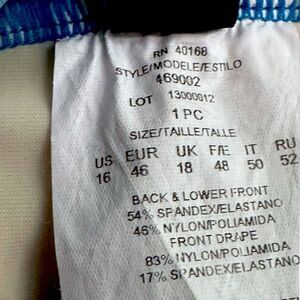 RN 40168
STYLE/MODELE/ESTILO
469002
LOT 13000012
1 PC
SIZE/TAILLE/TALLE
US EUR UK F/E IT RU
16 46 18 48 50 52
BACK & LOWER FRONT
54% SPANDEX/ELASTANO
46% NYLON/POLIAMIDA
FRONT DRAPE
83% NYLON/POLIAMIDA
17% SPANDEX/ELASTANO